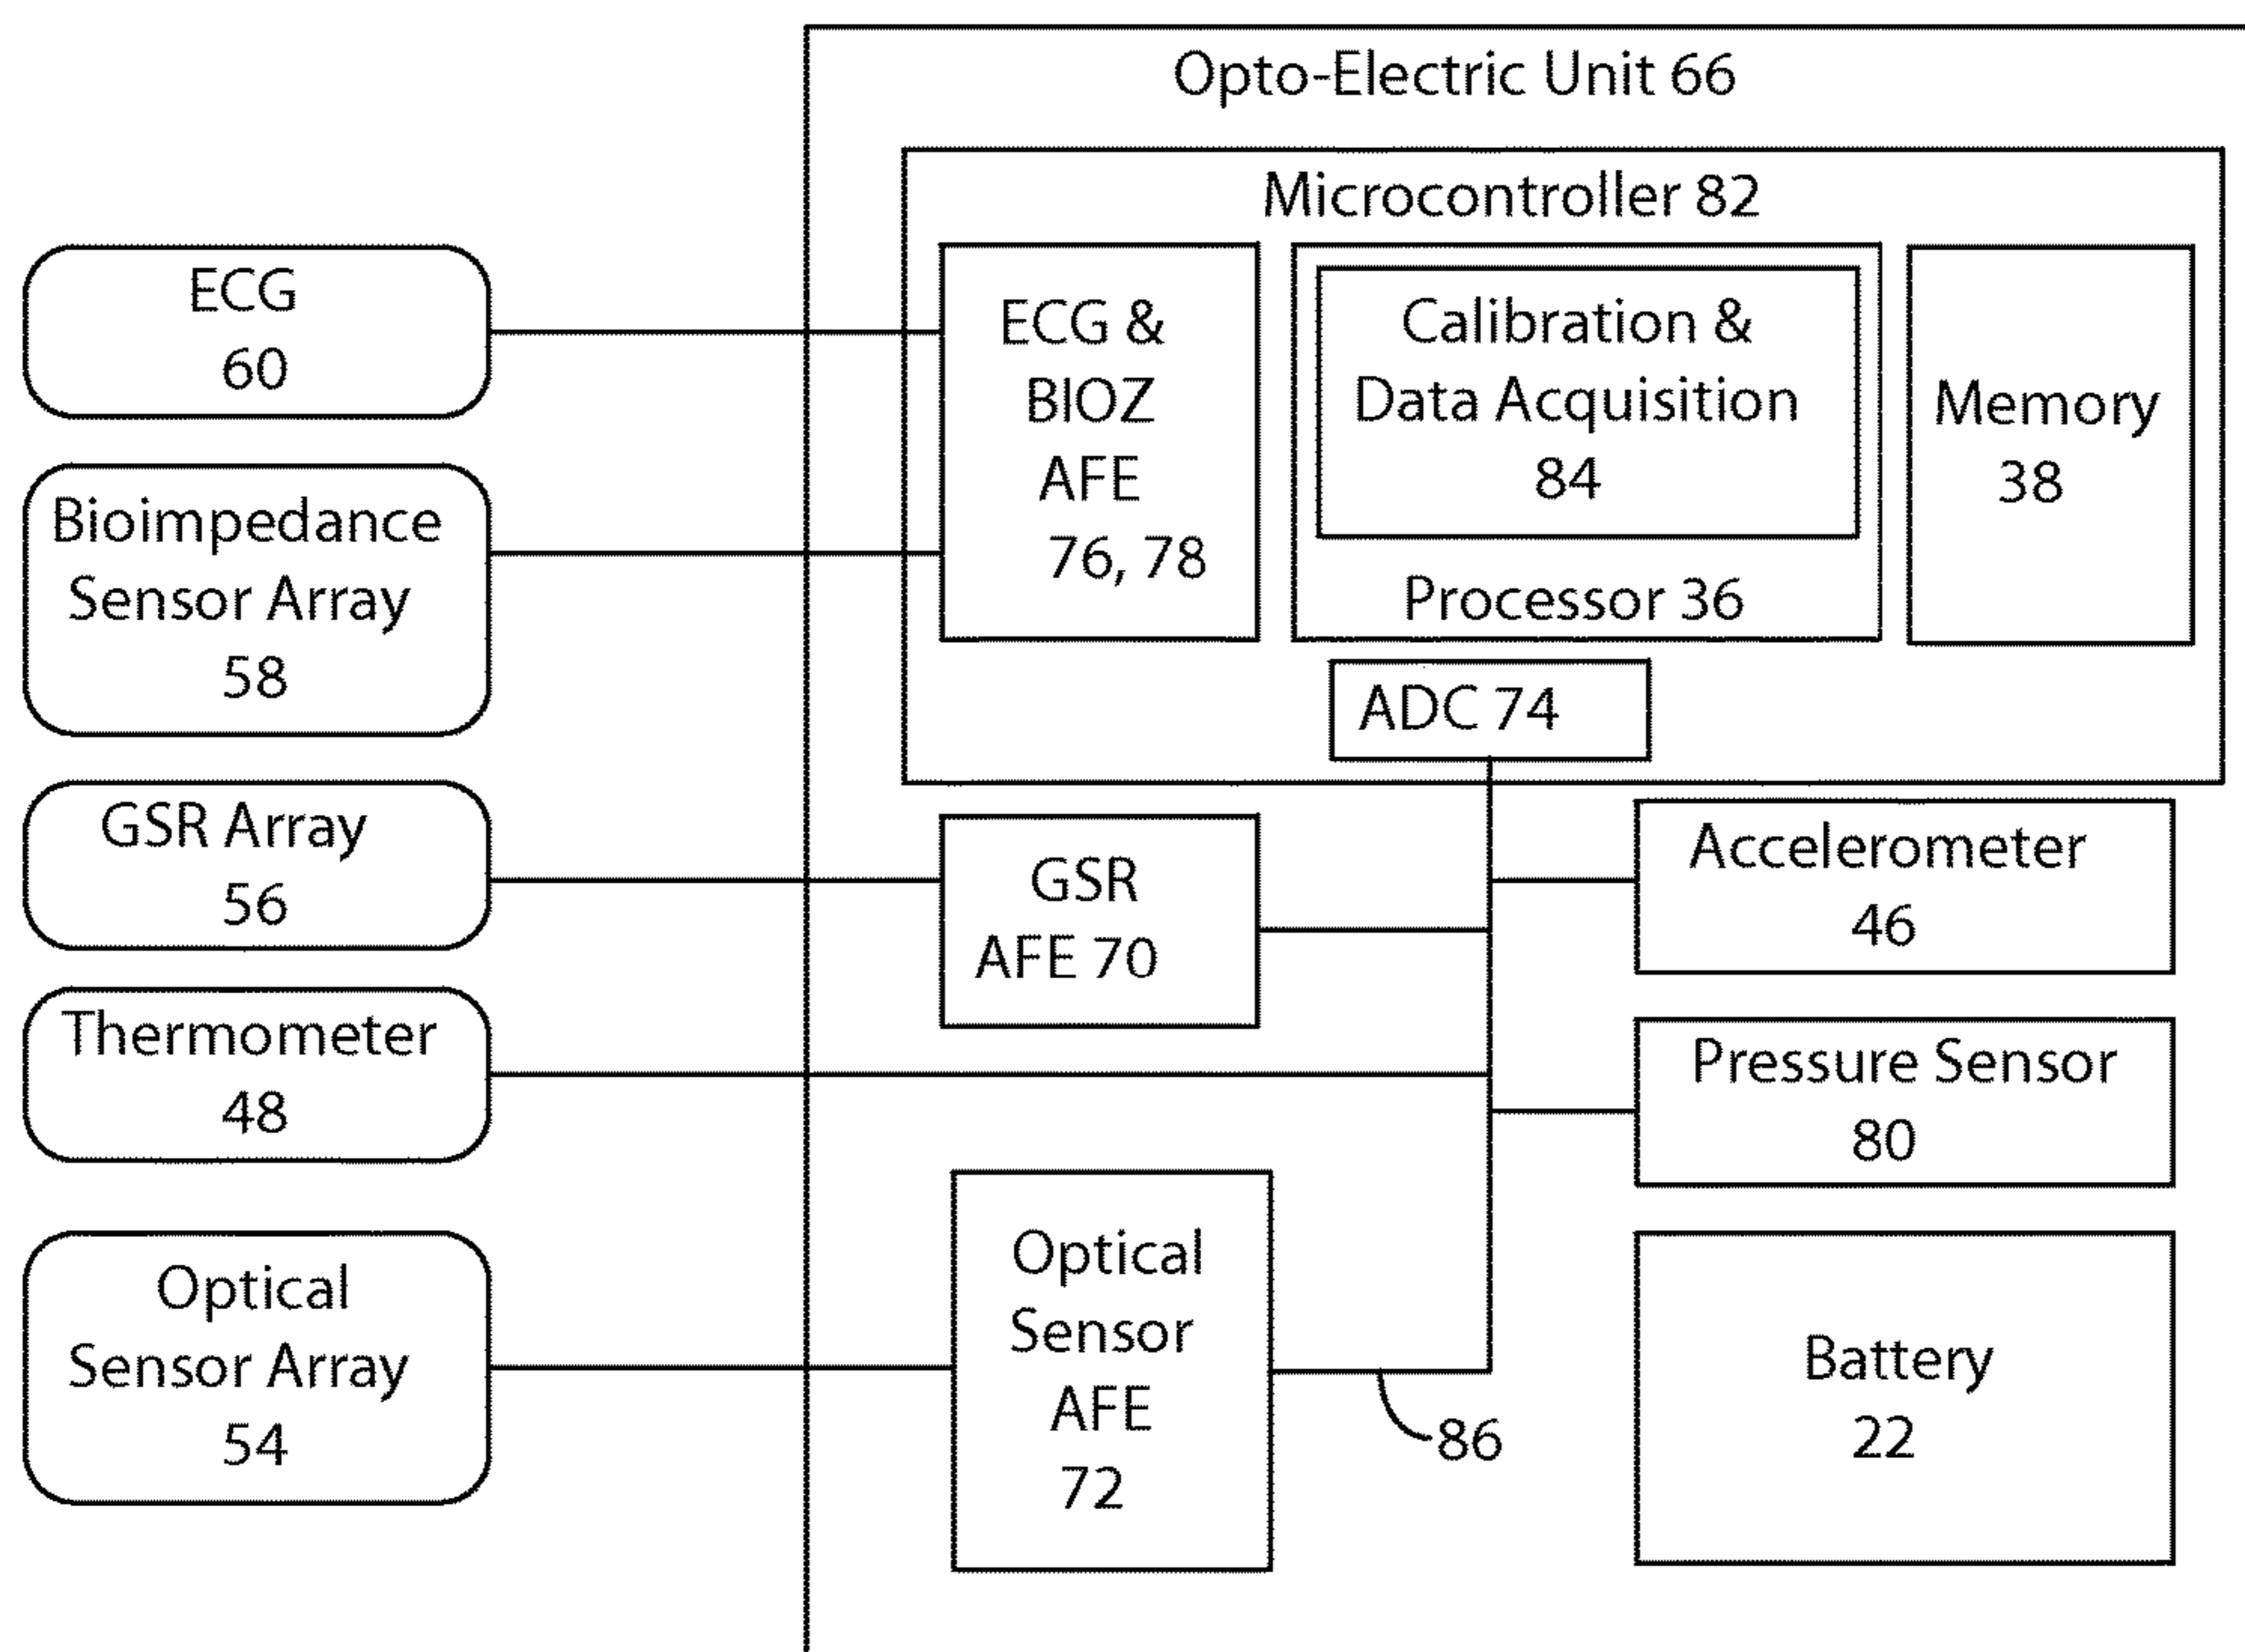 Opto-Electric Unit 66
Microcontroller 82
ECG
60
Bioimpedance
Sensor Array
58
GSR Array
56
Thermometer
48
Optical
Sensor Array
54
ECG &
BIOZ
AFE
76, 78
Calibration &
Data Acquisition
84
Processor 36
Memory
38
ADC 74
GSR
AFE 70
Accelerometer
46
Pressure Sensor
80
Optical
Sensor
AFE
72
86
Battery
22